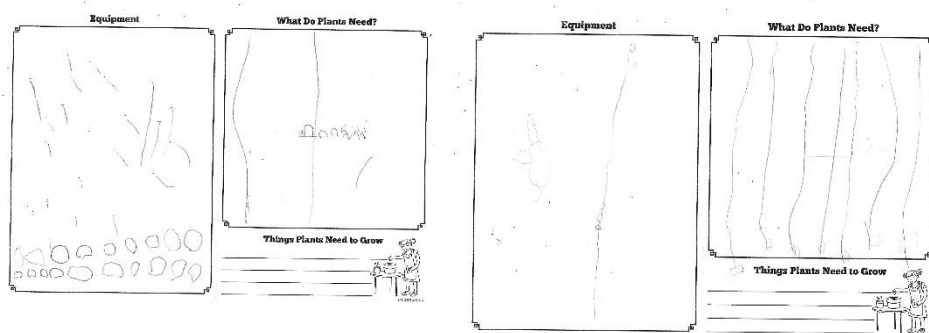 Equipment
What Do Plants Need?
Things Plants Need to Grow
Equipment
What Do Plants Need?
Things Plants Need to Grow